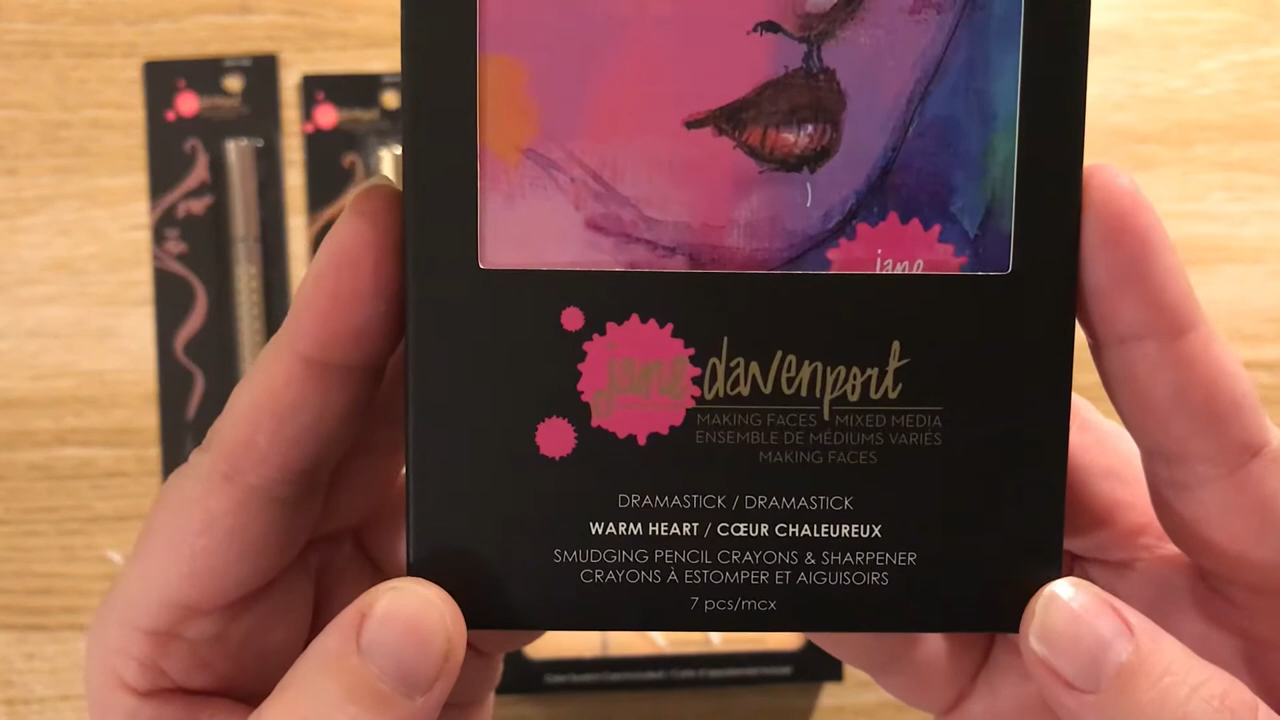 jane
jane davenport
MAKING FACES MIXED MEDIA
ENSEMBLE DE MÉDIUMS VARIÉS
MAKING FACES
DRAMASTICK / DRAMASTICK
WARM HEART / CŒUR CHALEUREUX
SMUDGING PENCIL CRAYONS & SHARPENER
CRAYONS À ESTOMPER ET AIGUISOIRS
7 pcs/mcx